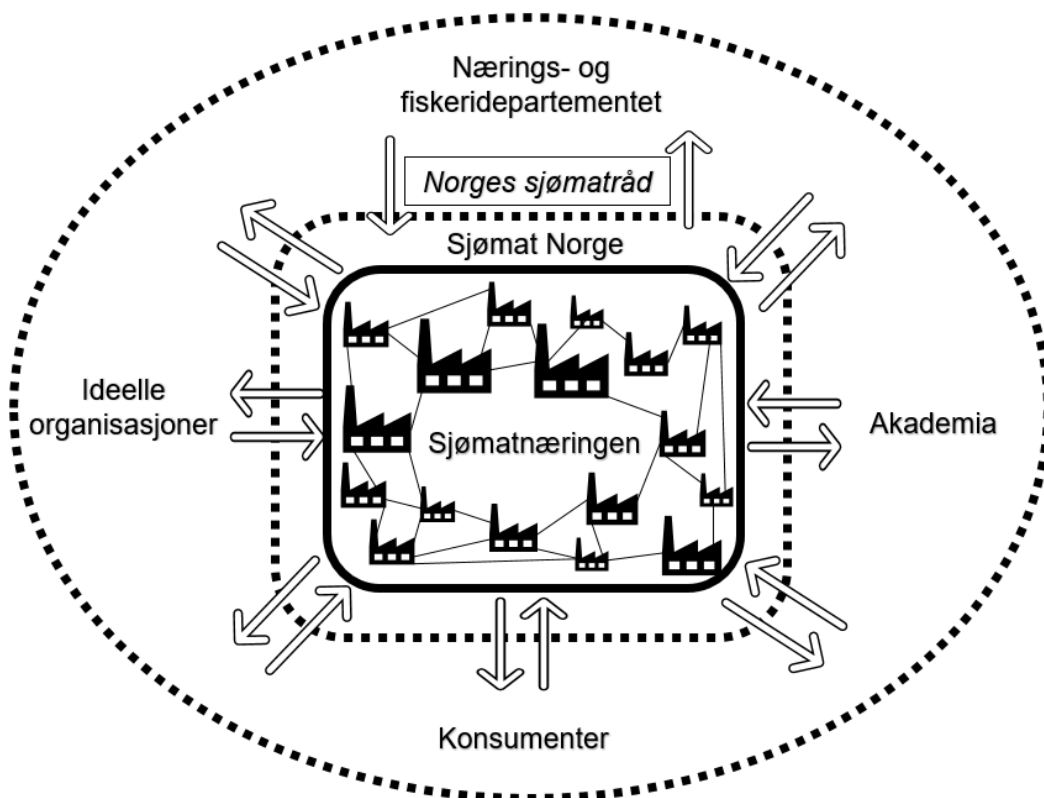 Nærings- og
fiskeridepartementet
Norges sjømatråd
Sjømat Norge
Ideelle
organisasjoner
Sjømatnæringen
Akademia
Konsumenter